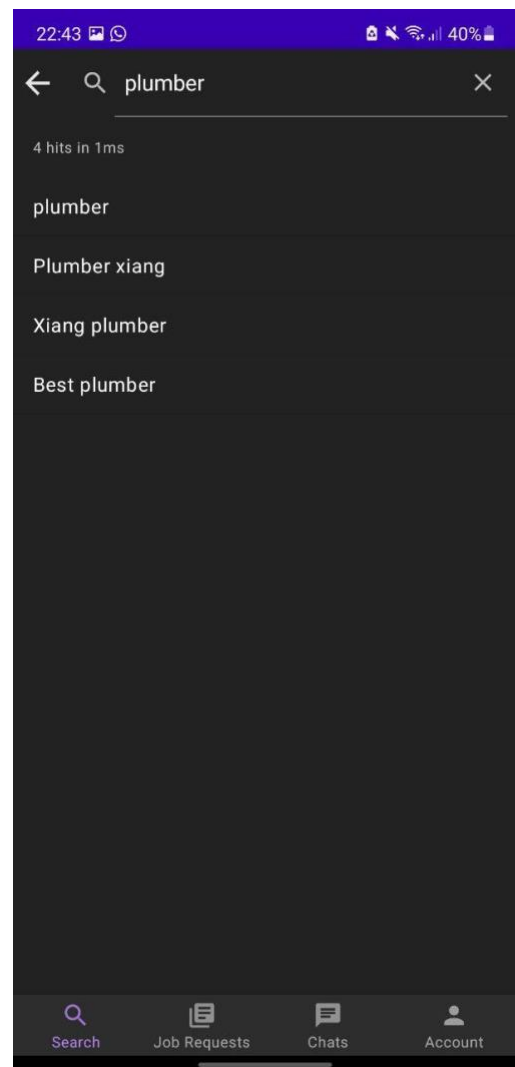 22:43 40%
plumber
4 hits in 1ms
plumber
Plumber xiang
Xiang plumber
Best plumber
Search Job Requests Chats Account